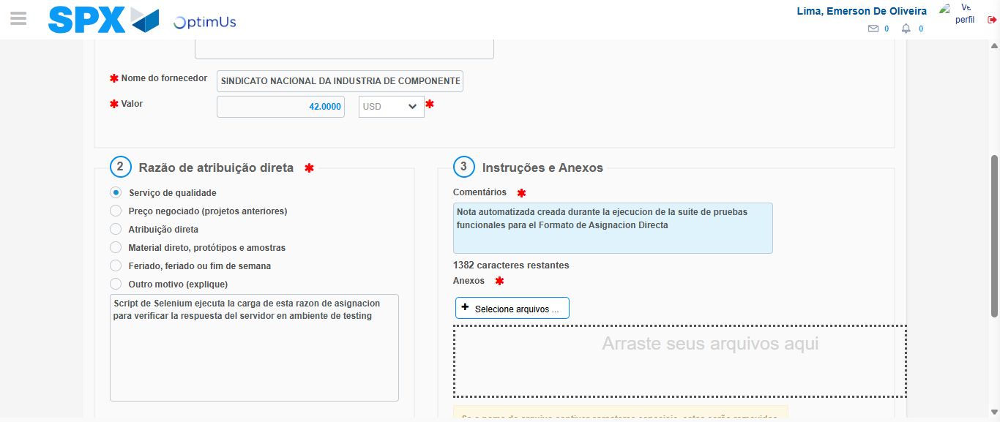 SPX
OptimUs
Lima, Emerson De Oliveira
0
0
Ve
perfil
Nome do fornecedor
SINDICATO NACIONAL DA INDUSTRIA DE COMPONENTE
Valor
42.0000
USD
2
Razão de atribuição direta
Serviço de qualidade
Preço negociado (projetos anteriores)
Atribuição direta
Material direto, protótipos e amostras
Feriado, feriado ou fim de semana
Outro motivo (explique)
Script de Selenium ejecuta la carga de esta razon de asignacion
para verificar la respuesta del servidor en ambiente de testing
3
Instruções e Anexos
Comentários
Nota automatizada creada durante la ejecucion de la suite de pruebas
funcionales para el Formato de Asignacion Directa
1382 caracteres restantes
Anexos
Selecione arquivos ...
Arraste seus arquivos aqui